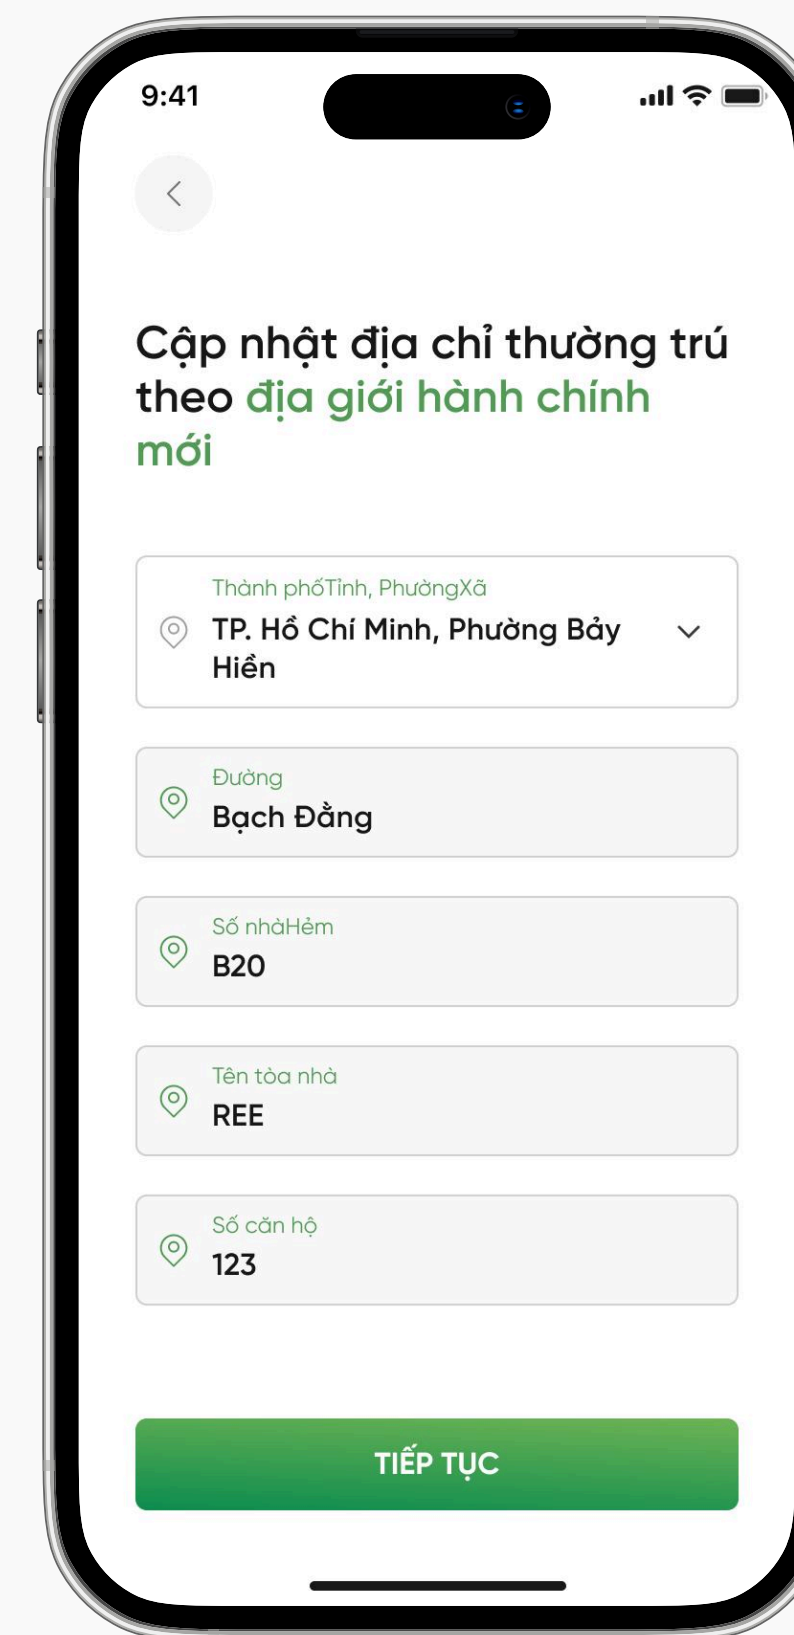 9:41
Cập nhật địa chỉ thường trú
theo địa giới hành chính
mới
Thành phốTỉnh, PhườngXã
TP. Hồ Chí Minh, Phường Bảy
Hiền
Đường
Bạch Đằng
Số nhàHẻm
B20
Tên tòa nhà
REE
Số căn hộ
123
TIẾP TỤC